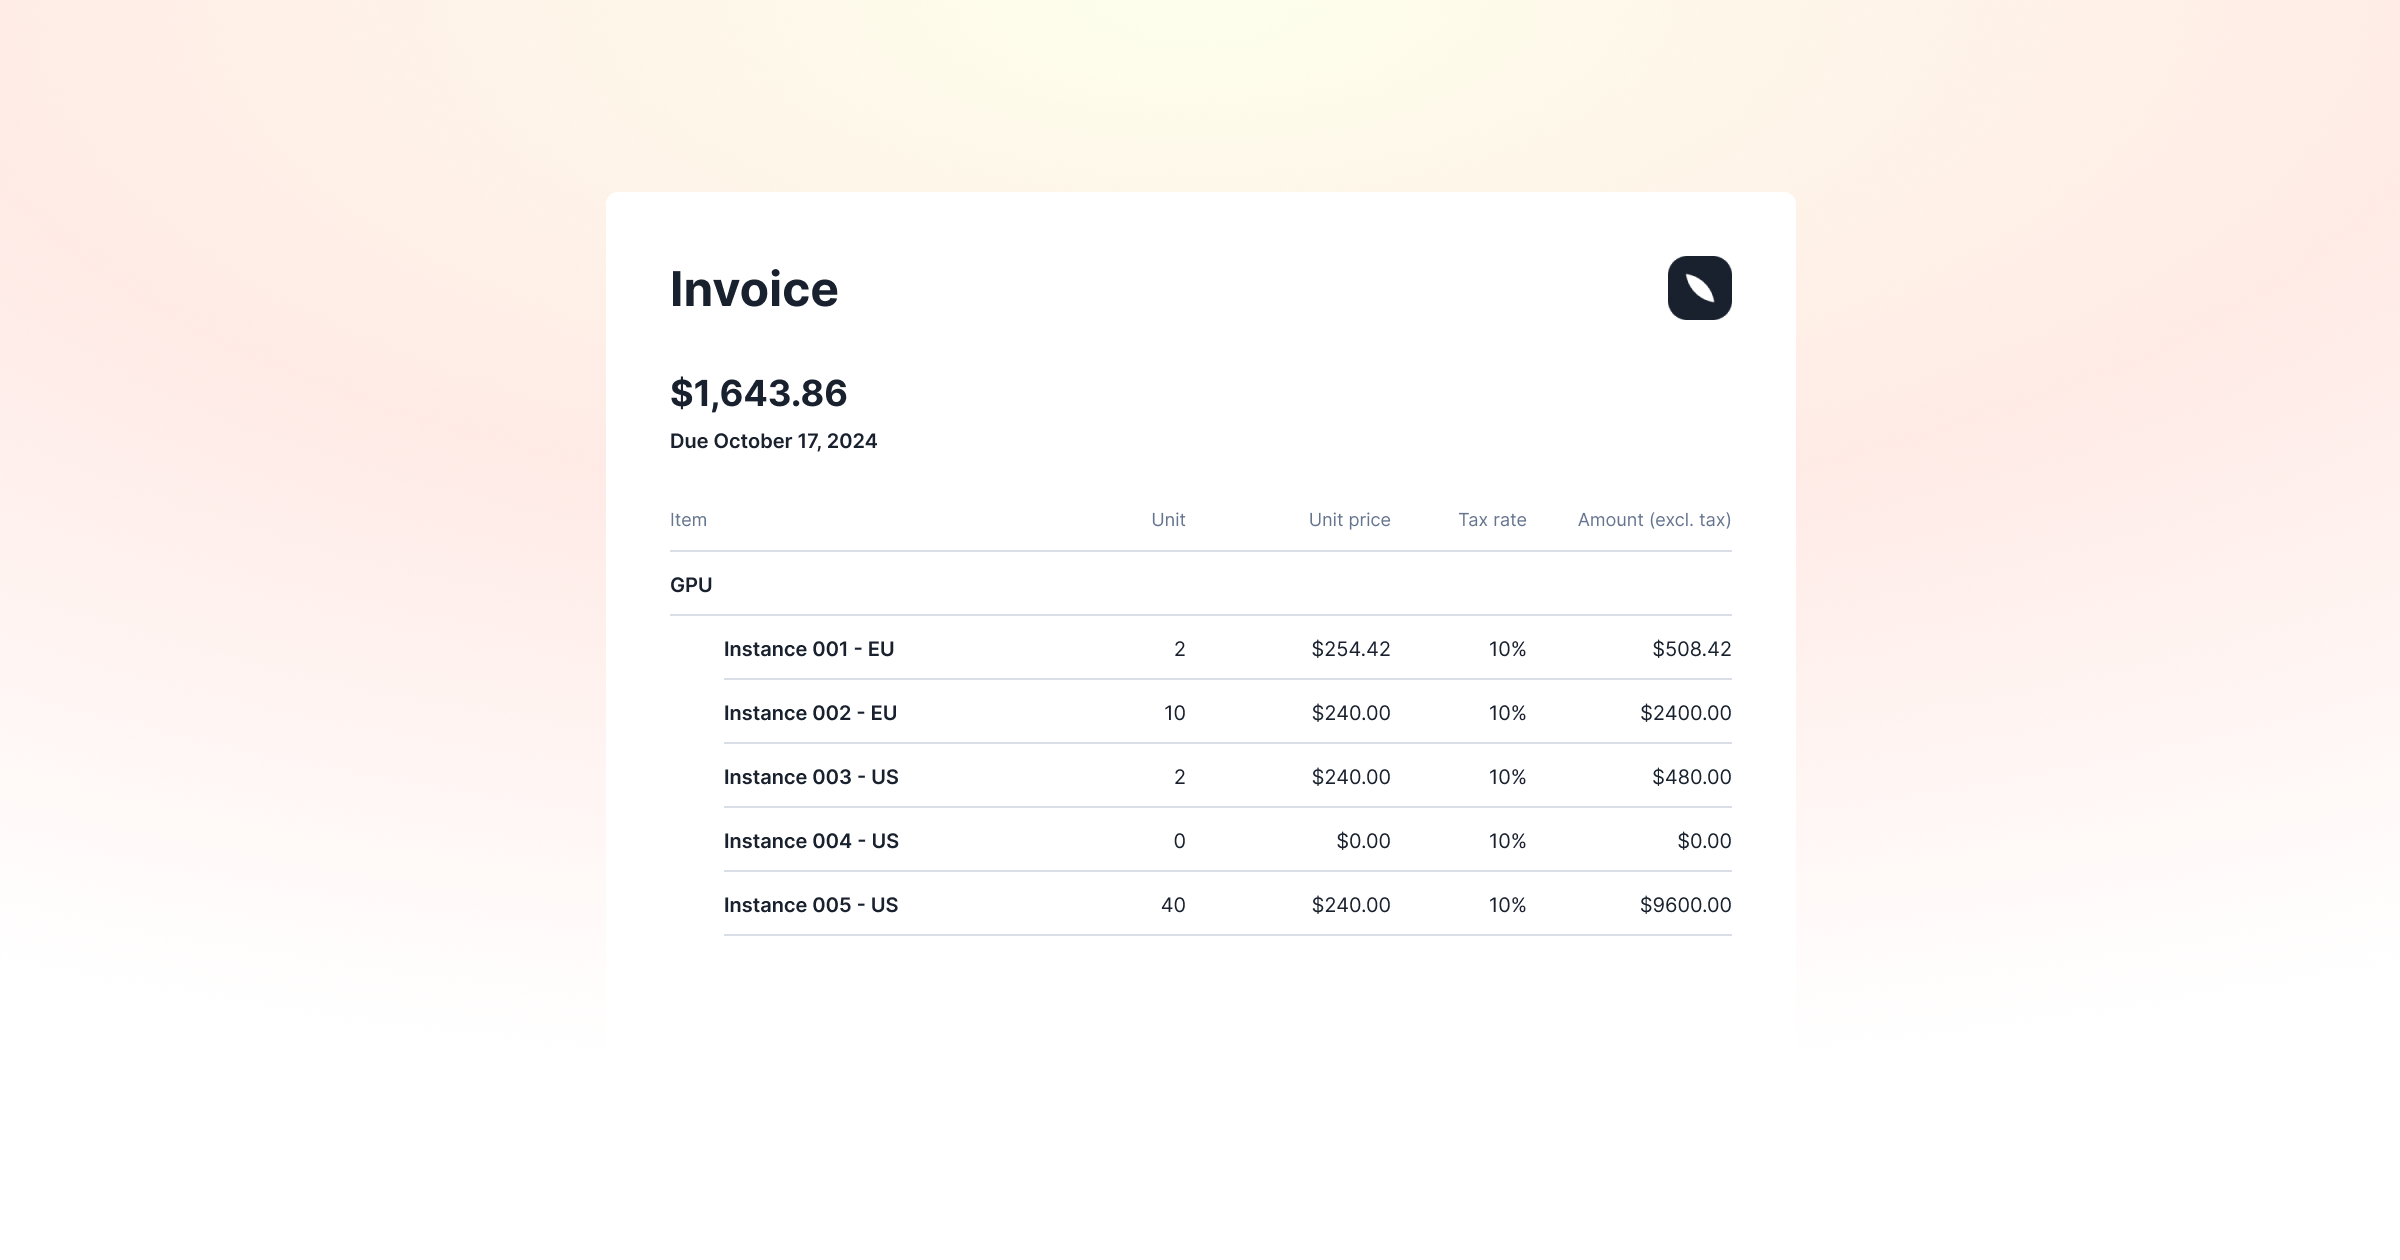 Invoice
$1,643.86
Due October 17, 2024
Item Unit Unit price Tax rate Amount (excl. tax)
GPU
Instance 001 - EU 2 $254.42 10% $508.42
Instance 002 - EU 10 $240.00 10% $2400.00
Instance 003 - US 2 $240.00 10% $480.00
Instance 004 - US 0 $0.00 10% $0.00
Instance 005 - US 40 $240.00 10% $9600.00